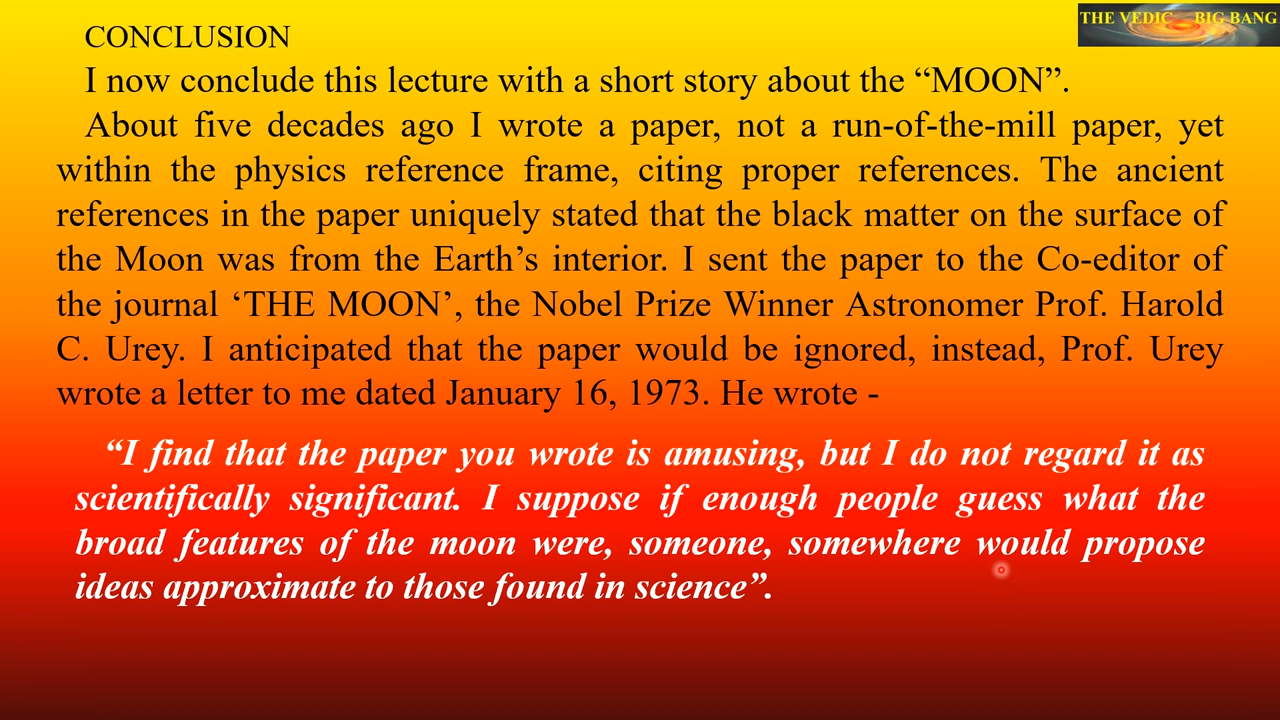 THE VEDIC BIG BANG
CONCLUSION
I now conclude this lecture with a short story about the “MOON”.
About five decades ago I wrote a paper, not a run-of-the-mill paper, yet
within the physics reference frame, citing proper references. The ancient
references in the paper uniquely stated that the black matter on the surface of
the Moon was from the Earth’s interior. I sent the paper to the Co-editor of
the journal ‘THE MOON’, the Nobel Prize Winner Astronomer Prof. Harold
C. Urey. I anticipated that the paper would be ignored, instead, Prof. Urey
wrote a letter to me dated January 16, 1973. He wrote -
“I find that the paper you wrote is amusing, but I do not regard it as
scientifically significant. I suppose if enough people guess what the
broad features of the moon were, someone, somewhere would propose
ideas approximate to those found in science”.